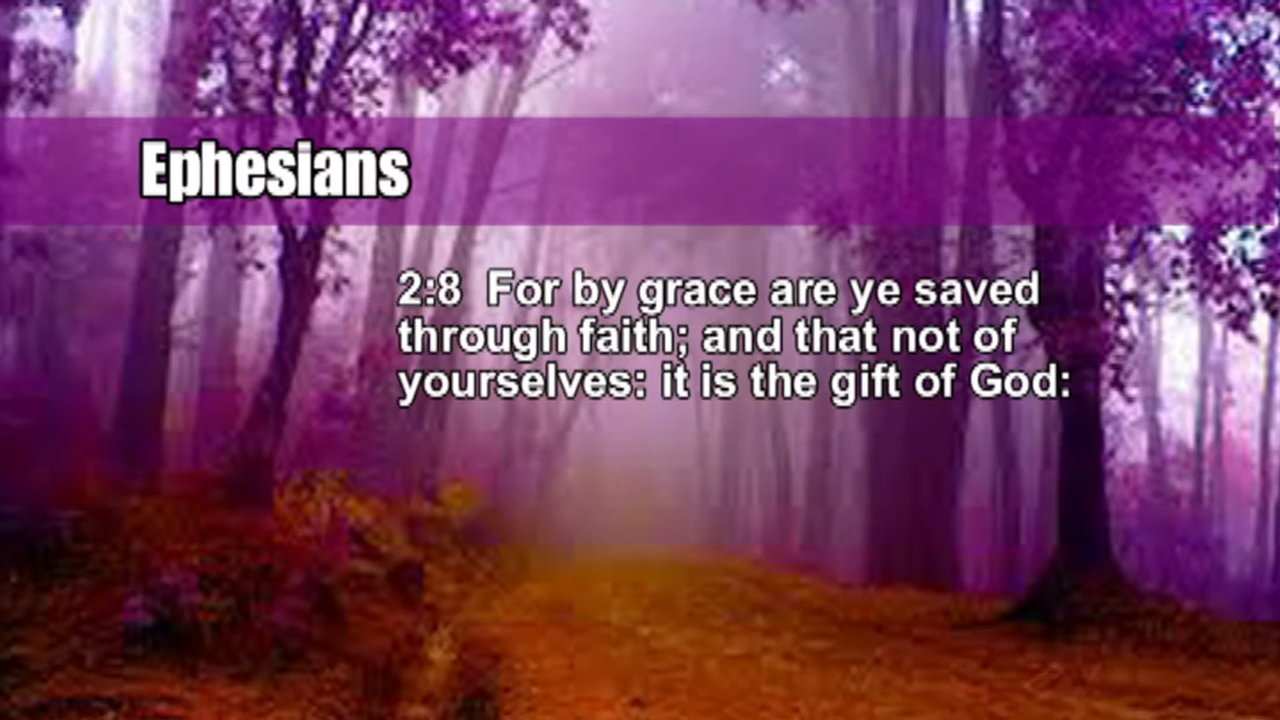 Ephesians
2:8 For by grace are ye saved
through faith; and that not of
yourselves: it is the gift of God: